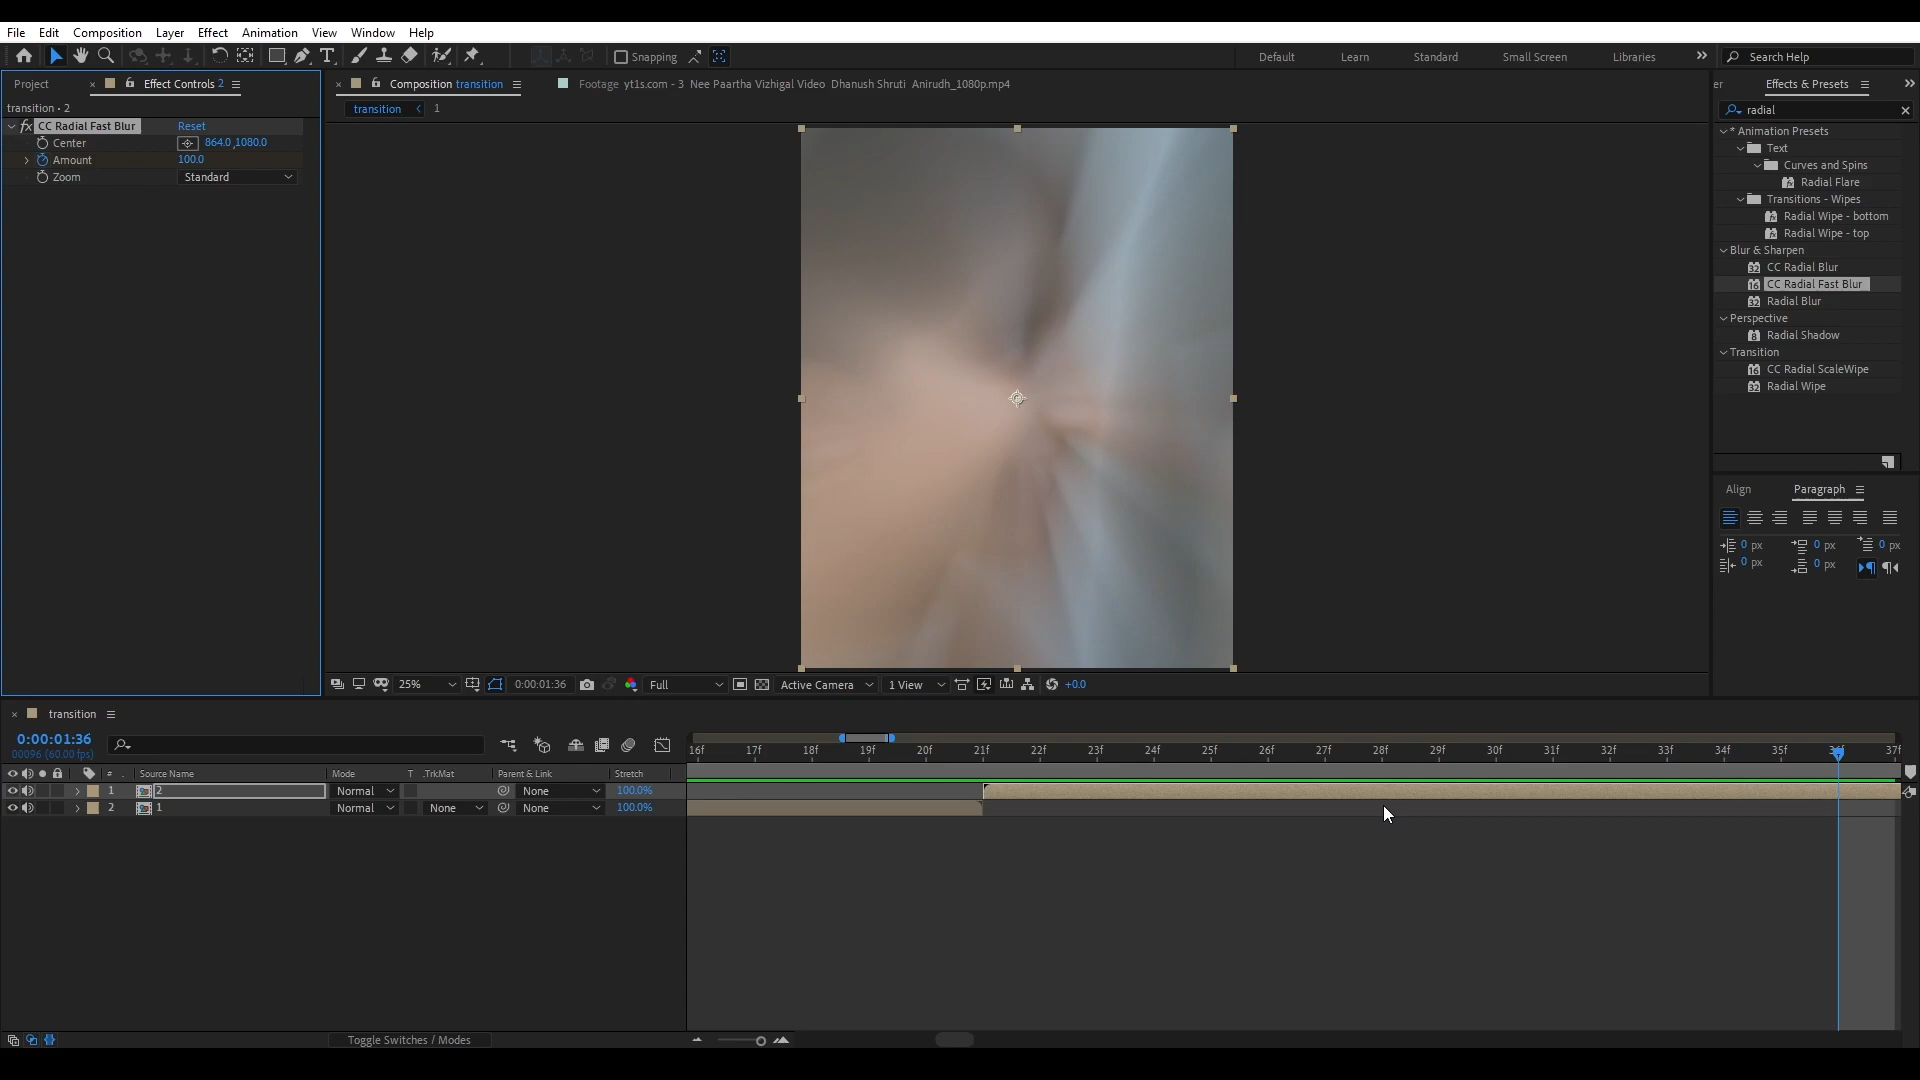 File Edit Composition Layer Effect Animation View Window Help
Snapping Default Learn Standard Small Screen Libraries Search Help
Project Effect Controls 2
transition • 2
fx CC Radial Fast Blur Reset
Center 864.0,1080.0
Amount 100.0
Zoom Standard
Composition transition Footage yt1s.com - 3 Nee Paartha Vizhigal Video Dhanush Shruti Anirudh_1080p.mp4
transition 1
25% 0:00:01:36 Full Active Camera 1 View +0.0
er Effects & Presets
radial
* Animation Presets
Text
Curves and Spins
Radial Flare
Transitions - Wipes
Radial Wipe - bottom
Radial Wipe - top
Blur & Sharpen
CC Radial Blur
CC Radial Fast Blur
Radial Blur
Perspective
Radial Shadow
Transition
CC Radial ScaleWipe
Radial Wipe
Align Paragraph
0 px 0 px 0 px
0 px 0 px
transition
0:00:01:36
00096 (60.00 fps)
16f 17f 18f 19f 20f 21f 22f 23f 24f 25f 26f 27f 28f 29f 30f 31f 32f 33f 34f 35f 37f
# Source Name Mode T .TrkMat Parent & Link Stretch
1 2 Normal None 100.0%
2 1 Normal None None 100.0%
Toggle Switches / Modes